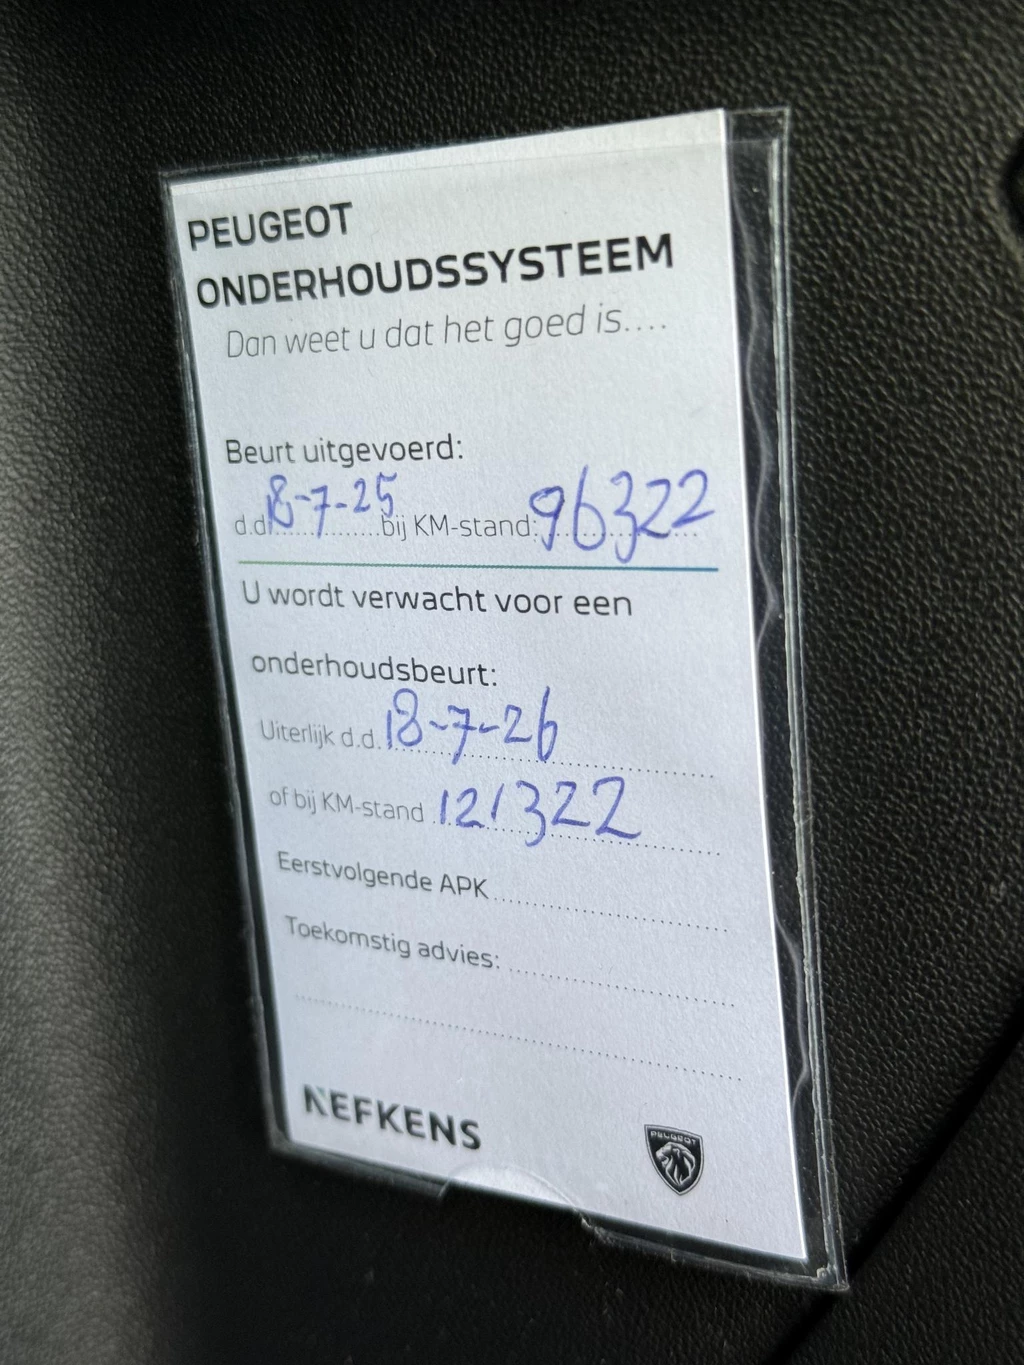 PEUGEOT
ONDERHOUDSSYSTEEM
Dan weet u dat het goed is....
Beurt uitgevoerd:
d.d. 18-7-25 bij KM-stand: 96322
U wordt verwacht voor een
onderhoudsbeurt:
Uiterlijk d.d. 18-7-26
of bij KM-stand 121322
Eerstvolgende APK
Toekomstig advies:
NEFKENS
PEUGEOT